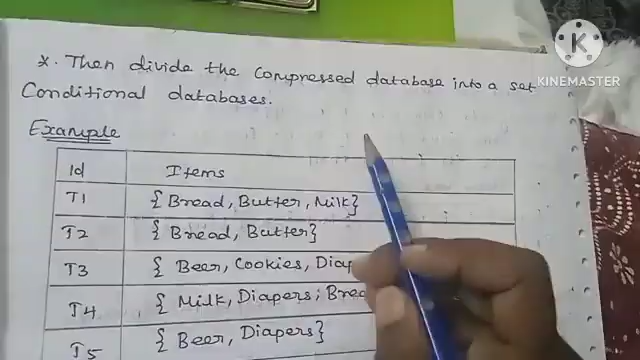 *. Then divide the compressed database into a set
Conditional databases.
Example
Id Items
T1 { Bread, Butter, Milk}
T2 { Bread, Butter}
T3 { Beer, Cookies,
T4 { Milk, Diapers;
T5 { Beer, Diapers}
KINEMASTER